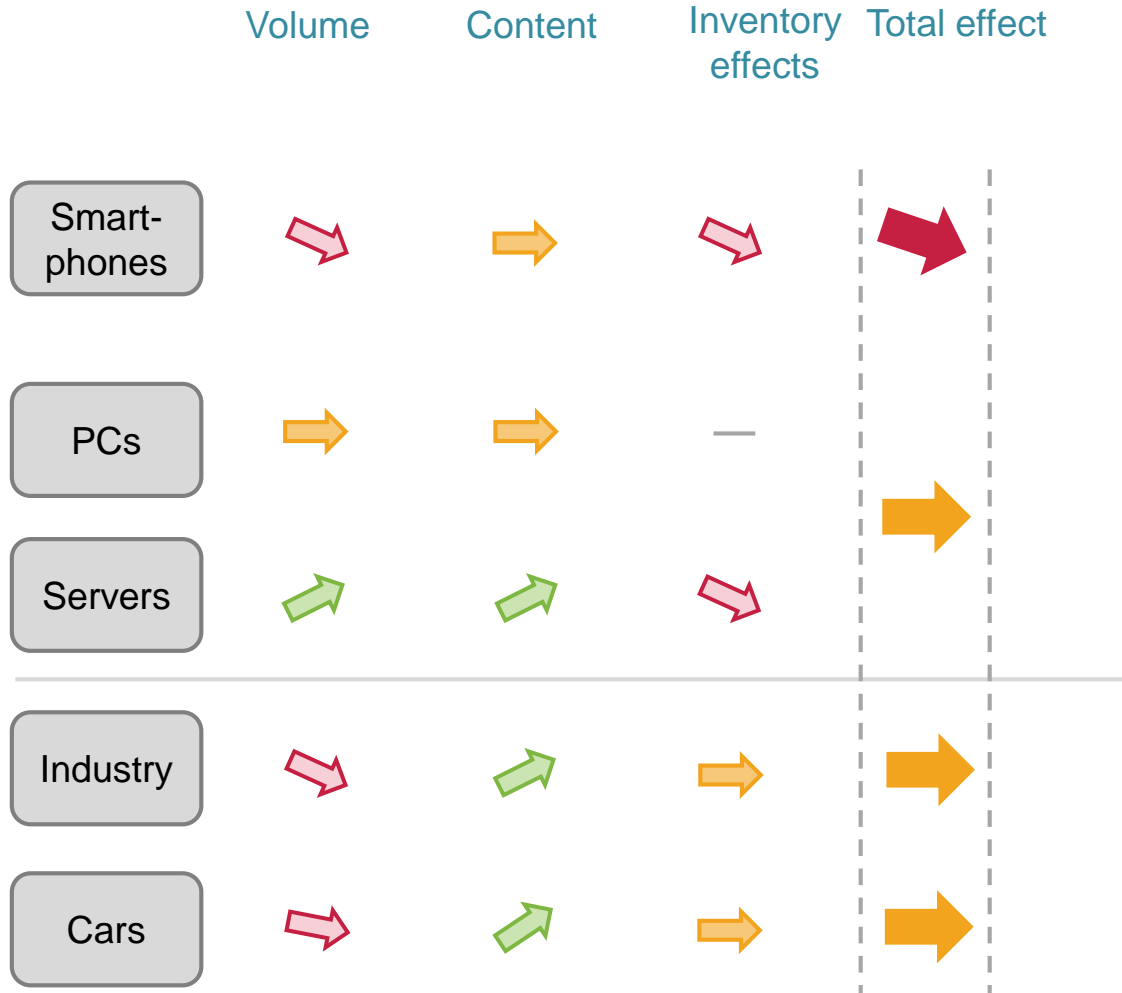 Volume
Content
Inventory
effects
Total effect
Smart-
phones
PCs
Servers
Industry
Cars